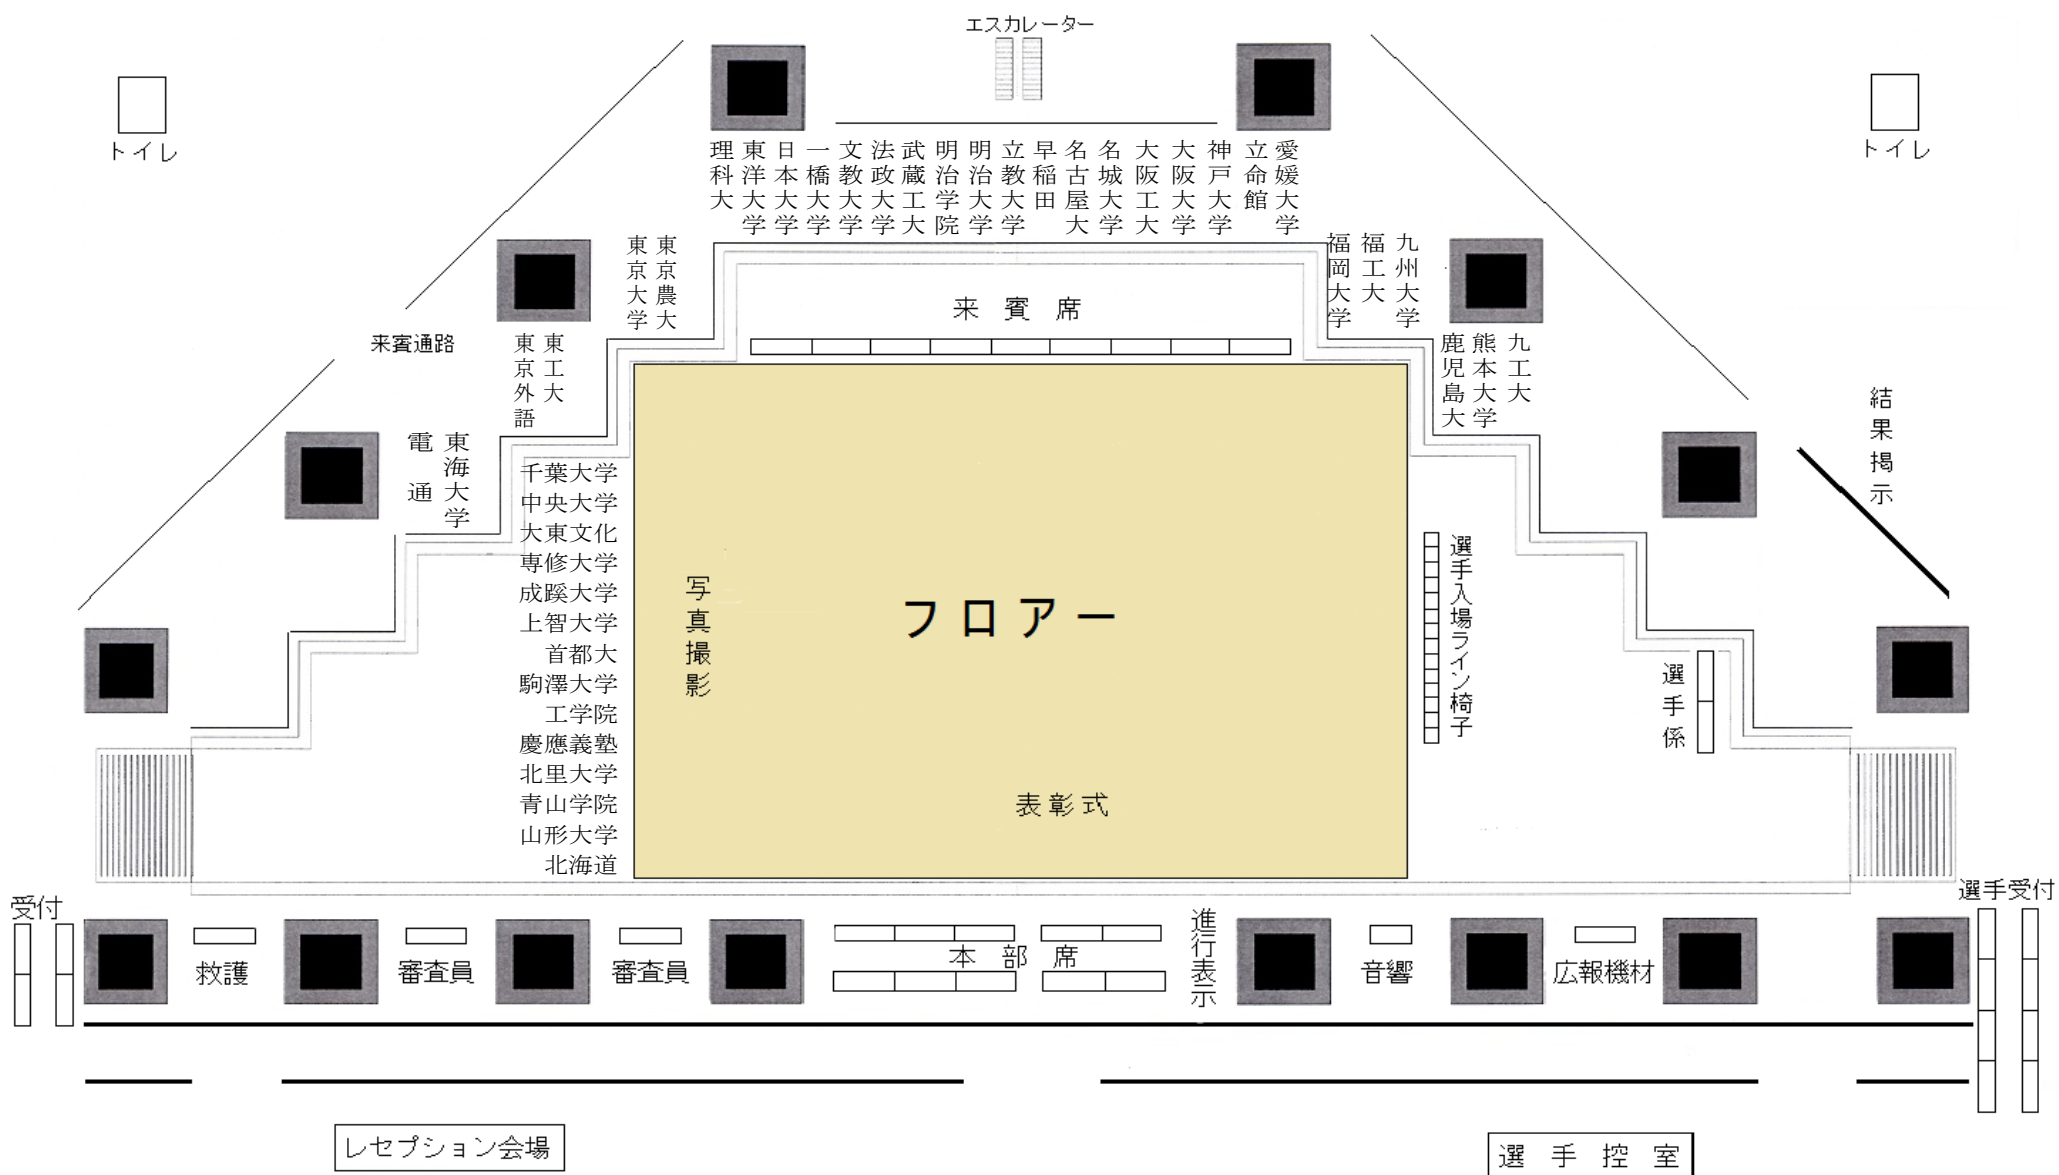 エスカレーター
トイレ
トイレ
理科大
東洋大学
日本大学
一橋大学
文教大学
法政大学
武蔵工大
明治学院
明治大学
立教大学
早稲田
名古屋大
名城大学
大阪工大
大阪大学
神戸大学
立命館
愛媛大学
東京大学
東京農大
福岡大学
福工大
九州大学
来賓席
来賓通路
東京外語
東工大
鹿児島大
熊本大学
九工大
結果掲示
電通
東海大学
千葉大学
中央大学
大東文化
専修大学
成蹊大学
上智大学
首都大
駒澤大学
工学院
慶應義塾
北里大学
青山学院
山形大学
北海道
写真撮影
フロアー
選手入場ライン椅子
選手係
表彰式
受付
選手受付
救護
審査員
審査員
本部席
進行表示
音響
広報機材
レセプション会場
選手控室